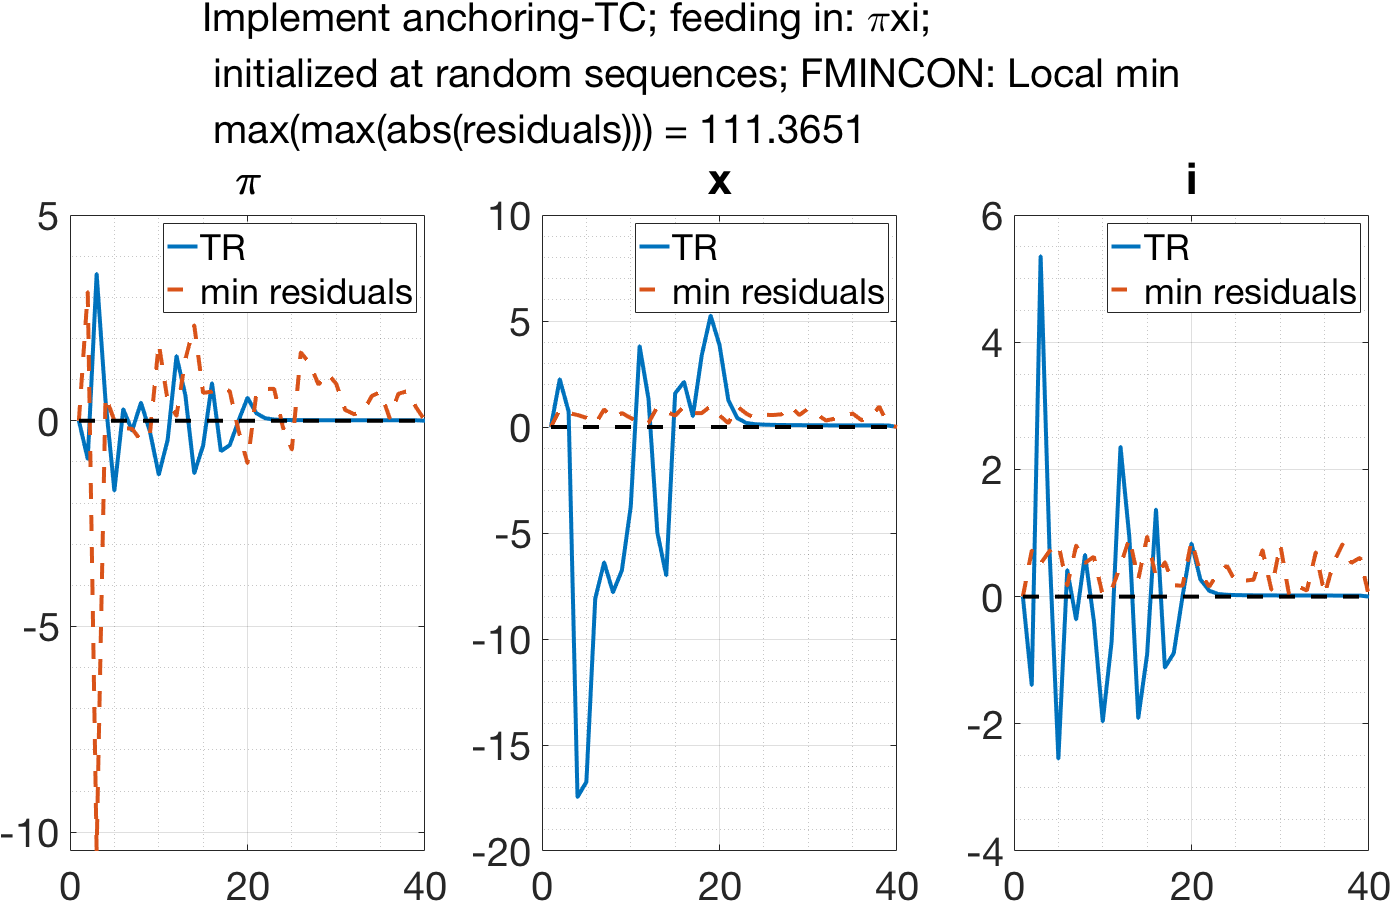 Implement anchoring-TC; feeding in: πxi;
initialized at random sequences; FMINCON: Local min
max(max(abs(residuals))) = 111.3651
π
5
0
-5
-10
0
20
40
TR
min residuals
x
10
5
0
-5
-10
-15
-20
0
20
40
TR
min residuals
i
6
4
2
0
-2
-4
0
20
40
TR
min residuals